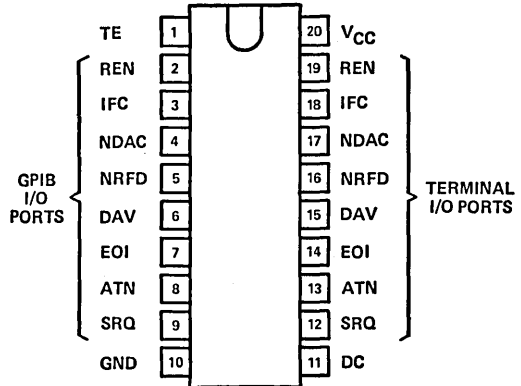 TE 1 20 VCC
REN 2 19 REN
IFC 3 18 IFC
NDAC 4 17 NDAC
NRFD 5 16 NRFD
DAV 6 15 DAV
EOI 7 14 EOI
ATN 8 13 ATN
SRQ 9 12 SRQ
GND 10 11 DC
GPIB
I/O
PORTS
TERMINAL
I/O PORTS